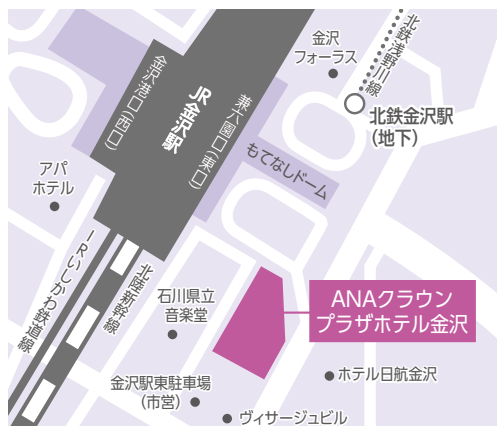 金沢
フォーラス
北鉄浅野川線
北鉄金沢駅
(地下)
金沢港口(西口)
JR金沢駅
兼六園口(東口)
もてなしドーム
アパ
ホテル
IRいしかわ鉄道線
北陸新幹線
石川県立
音楽堂
ANAクラウン
プラザホテル金沢
ホテル日航金沢
金沢駅東駐車場
(市営)
ヴィサージュビル